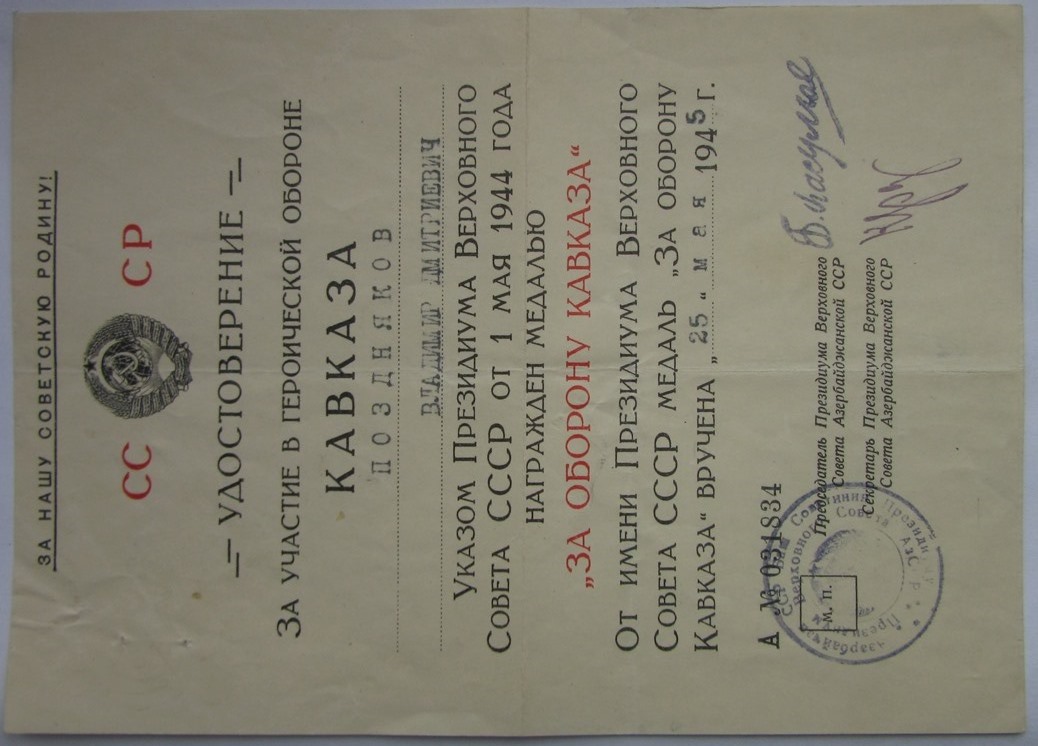 ЗА НАШУ СОВЕТСКУЮ РОДИНУ!
СС СР
УДОСТОВЕРЕНИЕ
ЗА УЧАСТИЕ В ГЕРОИЧЕСКОЙ ОБОРОНЕ
КАВКАЗА
ПОЗДНЯКОВ
ВЛАДИМИР ДМИТРИЕВИЧ
УКАЗОМ ПРЕЗИДИУМА ВЕРХОВНОГО
СОВЕТА СССР ОТ 1 МАЯ 1944 ГОДА
НАГРАЖДЕН МЕДАЛЬЮ
„ЗА ОБОРОНУ КАВКАЗА“
ОТ ИМЕНИ ПРЕЗИДИУМА ВЕРХОВНОГО
СОВЕТА СССР МЕДАЛЬ „ЗА ОБОРОНУ
КАВКАЗА“ ВРУЧЕНА „25“ мая 1945 Г.
А № 031834
Председатель Президиума Верховного
Совета Азербайджанской ССР
Секретарь Президиума Верховного
Совета Азербайджанской ССР
М. П.